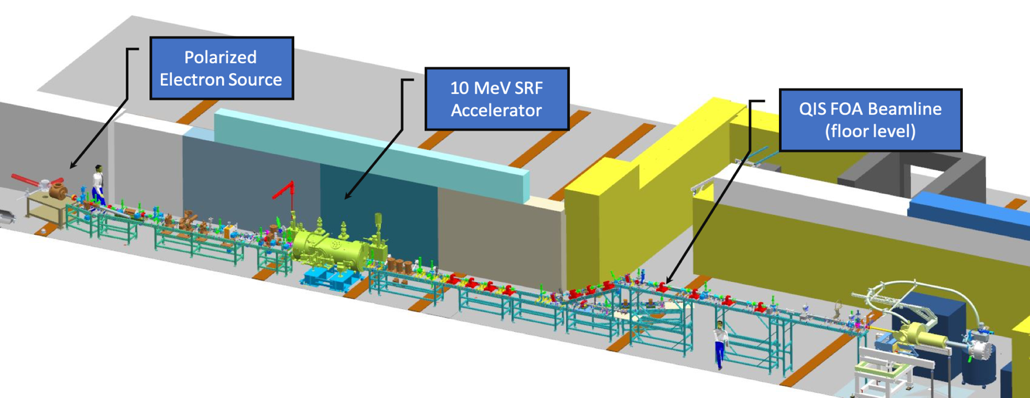 Polarized
Electron Source
10 MeV SRF
Accelerator
QIS FOA Beamline
(floor level)